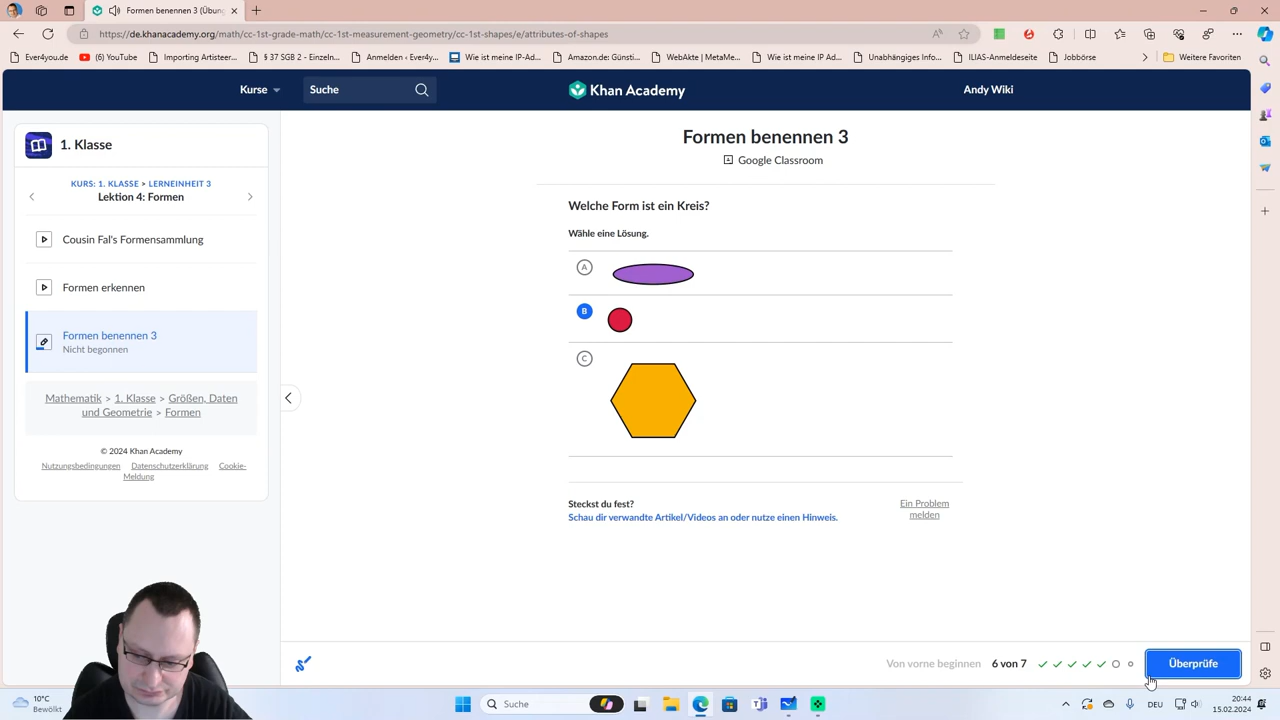 Formen benennen 3 (Übung
https://de.khanacademy.org/math/cc-1st-grade-math/cc-1st-measurement-geometry/cc-1st-shapes/e/attributes-of-shapes
Ever4you.de
(6) YouTube
Importing Artisteer...
§ 37 SGB 2 - Einzeln...
Anmelden ‹ Ever4y...
Wie ist meine IP-Ad...
Amazon.de: Günsti...
WebAkte | MetaMe...
Wie ist meine IP Ad...
Unabhängiges Info...
ILIAS-Anmeldeseite
Jobbörse
Weitere Favoriten
Kurse
Suche
Khan Academy
Andy Wiki
1. Klasse
KURS: 1. KLASSE > LERNEINHEIT 3
Lektion 4: Formen
Cousin Fal's Formensammlung
Formen erkennen
Formen benennen 3
Nicht begonnen
Mathematik > 1. Klasse > Größen, Daten
und Geometrie > Formen
© 2024 Khan Academy
Nutzungsbedingungen Datenschutzerklärung Cookie-
Meldung
Formen benennen 3
Google Classroom
Welche Form ist ein Kreis?
Wähle eine Lösung.
A
B
C
Steckst du fest?
Schau dir verwandte Artikel/Videos an oder nutze einen Hinweis.
Ein Problem
melden
Von vorne beginnen
6 von 7
Überprüfe
10°C
Bewölkt
Suche
DEU
20:44
15.02.2024